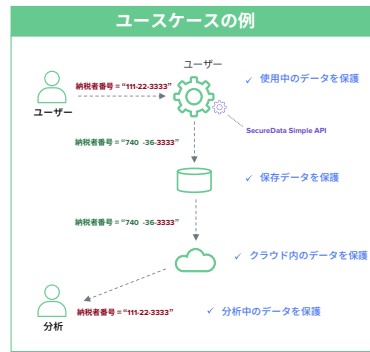 ユースケースの例
ユーザー
納税者番号 = “111-22-3333”
✓ 使用中のデータを保護
ユーザー
SecureData Simple API
納税者番号 = “740 -36-3333”
✓ 保存データを保護
納税者番号 = “740 -36-3333”
✓ クラウド内のデータを保護
納税者番号 = “111-22-3333”
✓ 分析中のデータを保護
分析